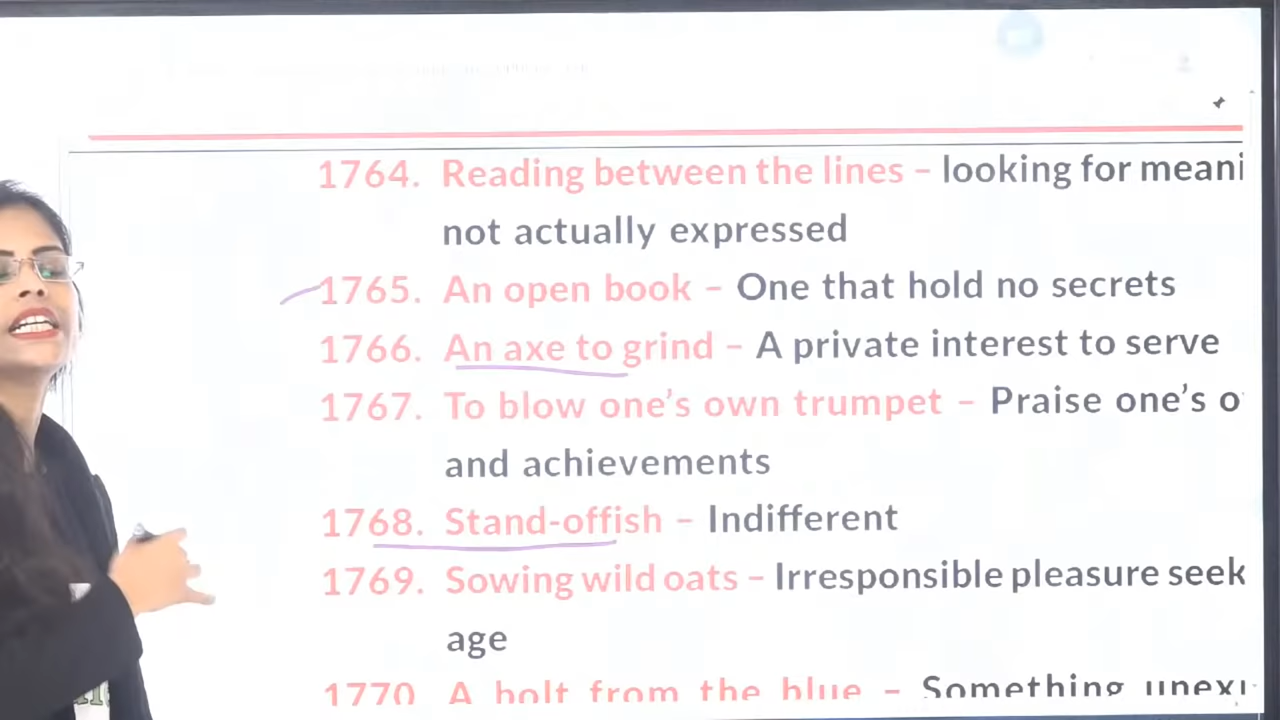 1764. Reading between the lines – looking for meani
not actually expressed
1765. An open book – One that hold no secrets
1766. An axe to grind – A private interest to serve
1767. To blow one's own trumpet – Praise one's o
and achievements
1768. Stand-offish – Indifferent
1769. Sowing wild oats – Irresponsible pleasure seek
age
1770 A bolt from the blue – Something unexp